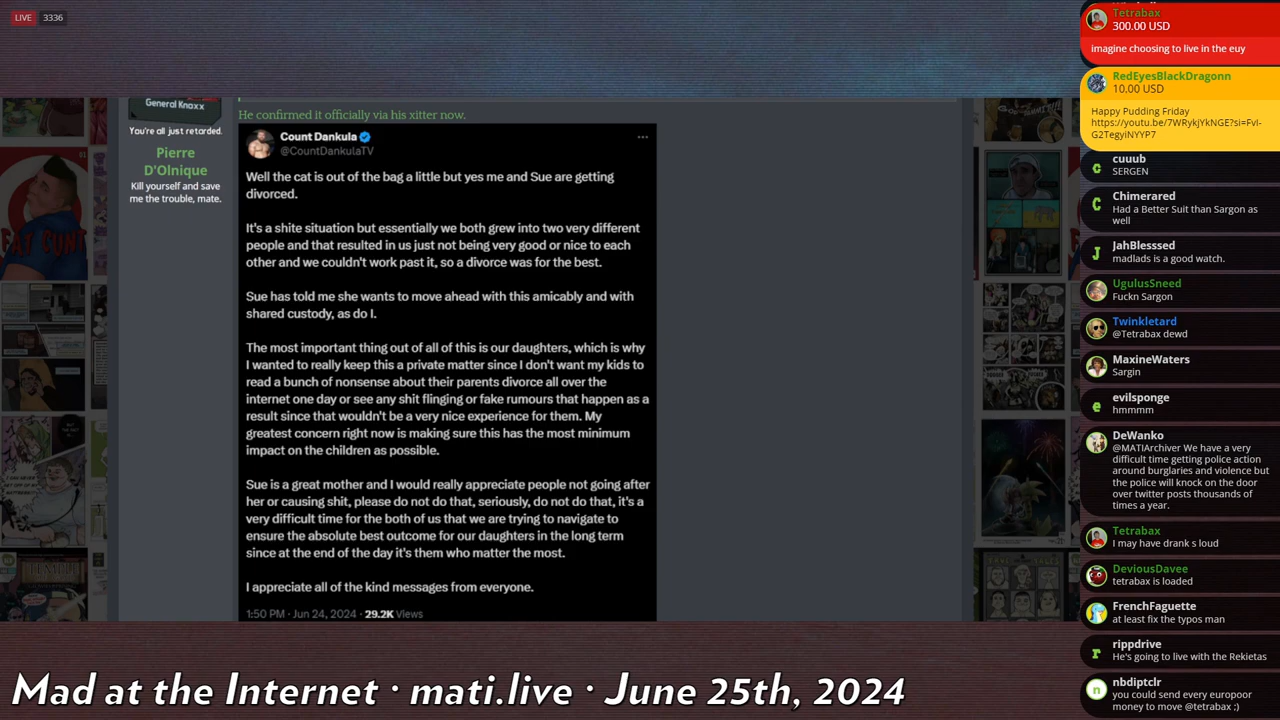 LIVE 3336
General Knoxx
You're all just retarded.
Pierre
D'Olnique
Kill yourself and save
me the trouble, mate.
FAT CUNT
He confirmed it officially via his xitter now.
Count Dankula
@CountDankulaTV
Well the cat is out of the bag a little but yes me and Sue are getting
divorced.
It's a shite situation but essentially we both grew into two very different
people and that resulted in us just not being very good or nice to each
other and we couldn't work past it, so a divorce was for the best.
Sue has told me she wants to move ahead with this amicably and with
shared custody, as do I.
The most important thing out of all of this is our daughters, which is why
I wanted to really keep this a private matter since I don't want my kids to
read a bunch of nonsense about their parents divorce all over the
internet one day or see any shit flinging or fake rumours that happen as a
result since that wouldn't be a very nice experience for them. My
greatest concern right now is making sure this has the most minimum
impact on the children as possible.
Sue is a great mother and I would really appreciate people not going after
her or causing shit, please do not do that, seriously, do not do that, it's a
very difficult time for the both of us that we are trying to navigate to
ensure the absolute best outcome for our daughters in the long term
since at the end of the day it's them who matter the most.
I appreciate all of the kind messages from everyone.
1:50 PM · Jun 24, 2024 · 29.2K Views
Tetrabax
300.00 USD
imagine choosing to live in the euy
RedEyesBlackDragonn
10.00 USD
Happy Pudding Friday
https://youtu.be/7WRykjYkNGE?si=FvI-
G2TegyiNYYP7
cuuub
SERGEN
Chimerared
Had a Better Suit than Sargon as
well
JahBlesssed
madlads is a good watch.
UgulusSneed
Fuckn Sargon
Twinkletard
@Tetrabax dewd
MaxineWaters
Sargin
evilsponge
hmmmm
DeWanko
@MATIArchiver We have a very
difficult time getting police action
around burglaries and violence but
the police will knock on the door
over twitter posts thousands of
times a year.
Tetrabax
I may have drank s loud
DeviousDavee
tetrabax is loaded
FrenchFaguette
at least fix the typos man
rippdrive
He's going to live with the Rekietas
nbdiptclr
you could send every europoor
money to move @tetrabax ;)
Mad at the Internet · mati.live · June 25th, 2024